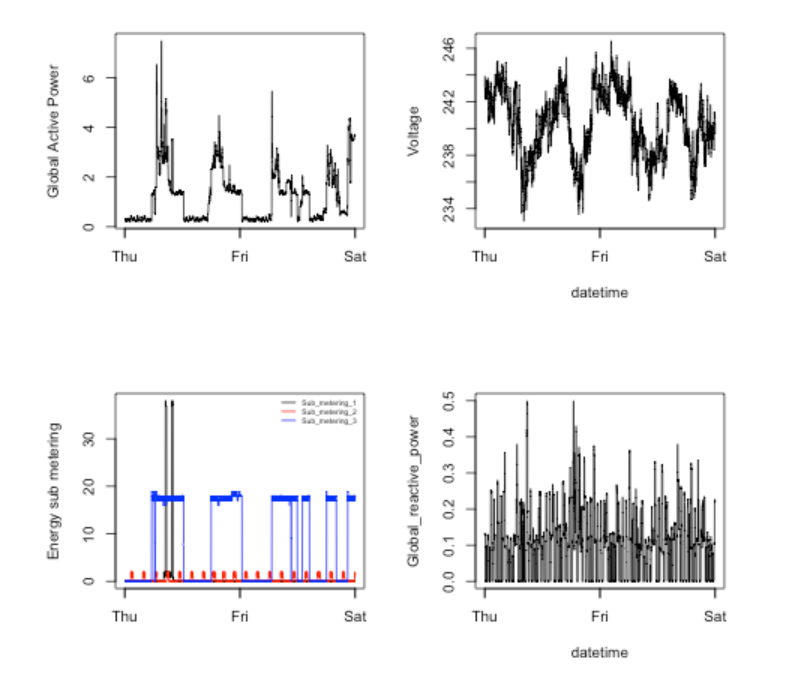 Global Active Power
6
4
2
0
Thu Fri Sat
Voltage
246
242
238
234
Thu Fri Sat
datetime
Energy sub metering
30
20
10
0
Sub_metering_1
Sub_metering_2
Sub_metering_3
Thu Fri Sat
Global_reactive_power
0.5
0.4
0.3
0.2
0.1
0.0
Thu Fri Sat
datetime